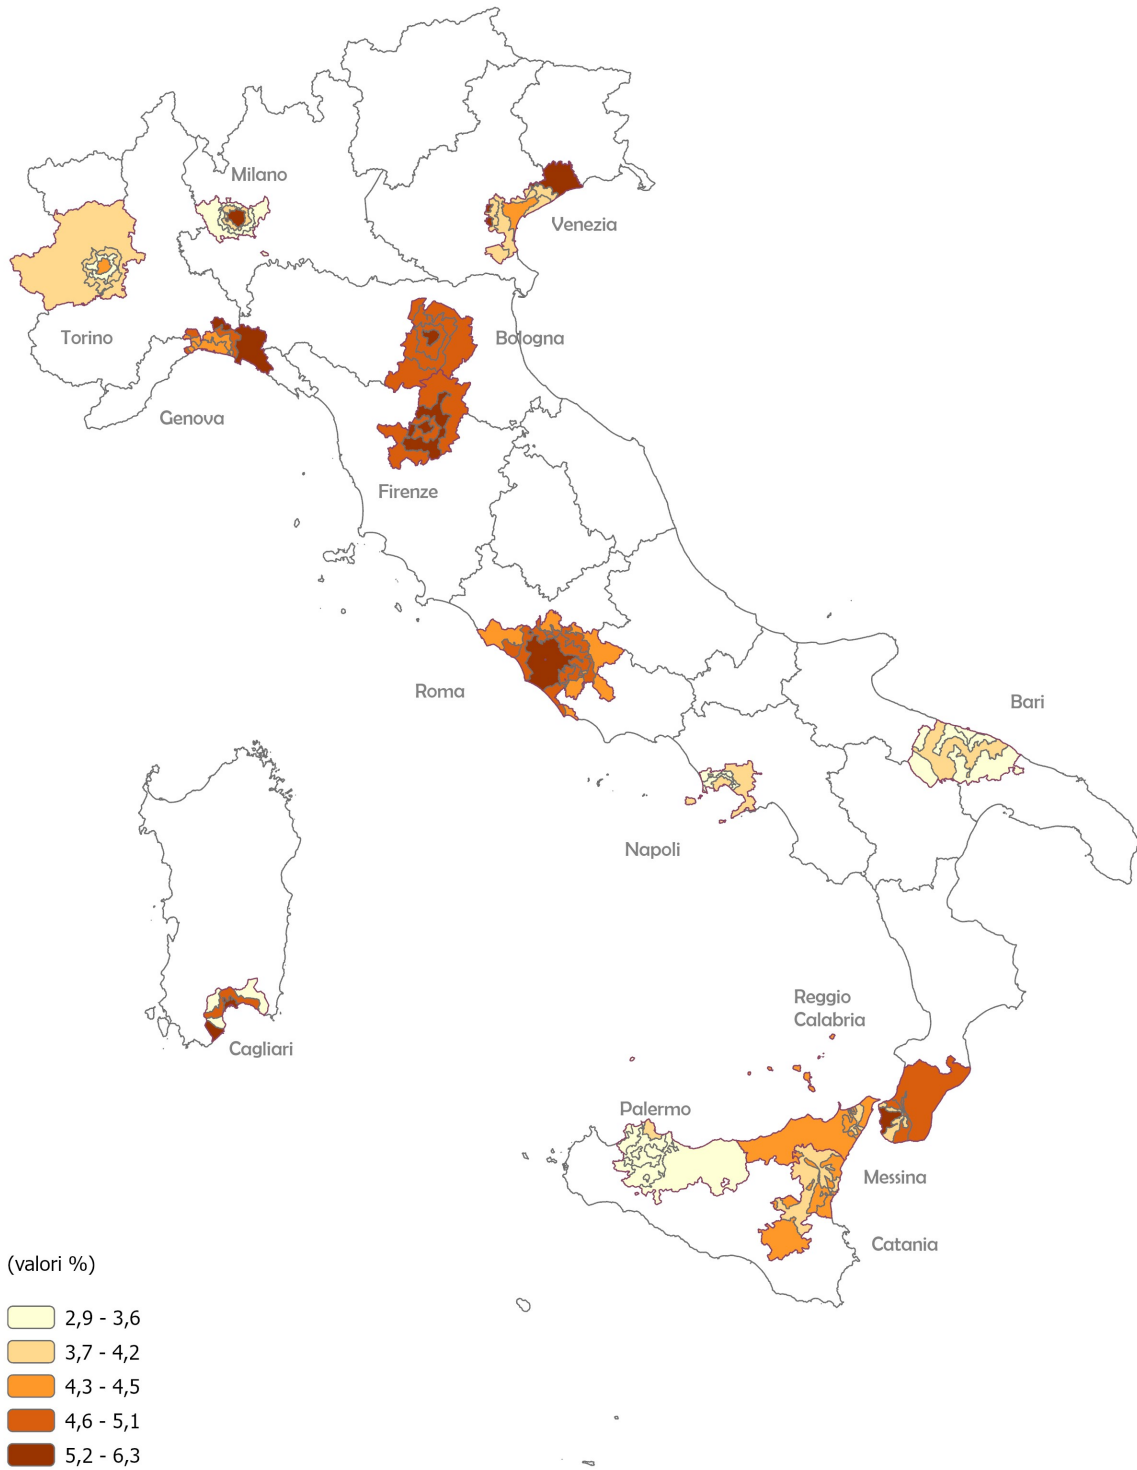 Milano
Venezia
Torino
Bologna
Genova
Firenze
Roma
Bari
Napoli
Reggio
Calabria
Cagliari
Palermo
Messina
Catania
(valori %)
2,9 - 3,6
3,7 - 4,2
4,3 - 4,5
4,6 - 5,1
5,2 - 6,3